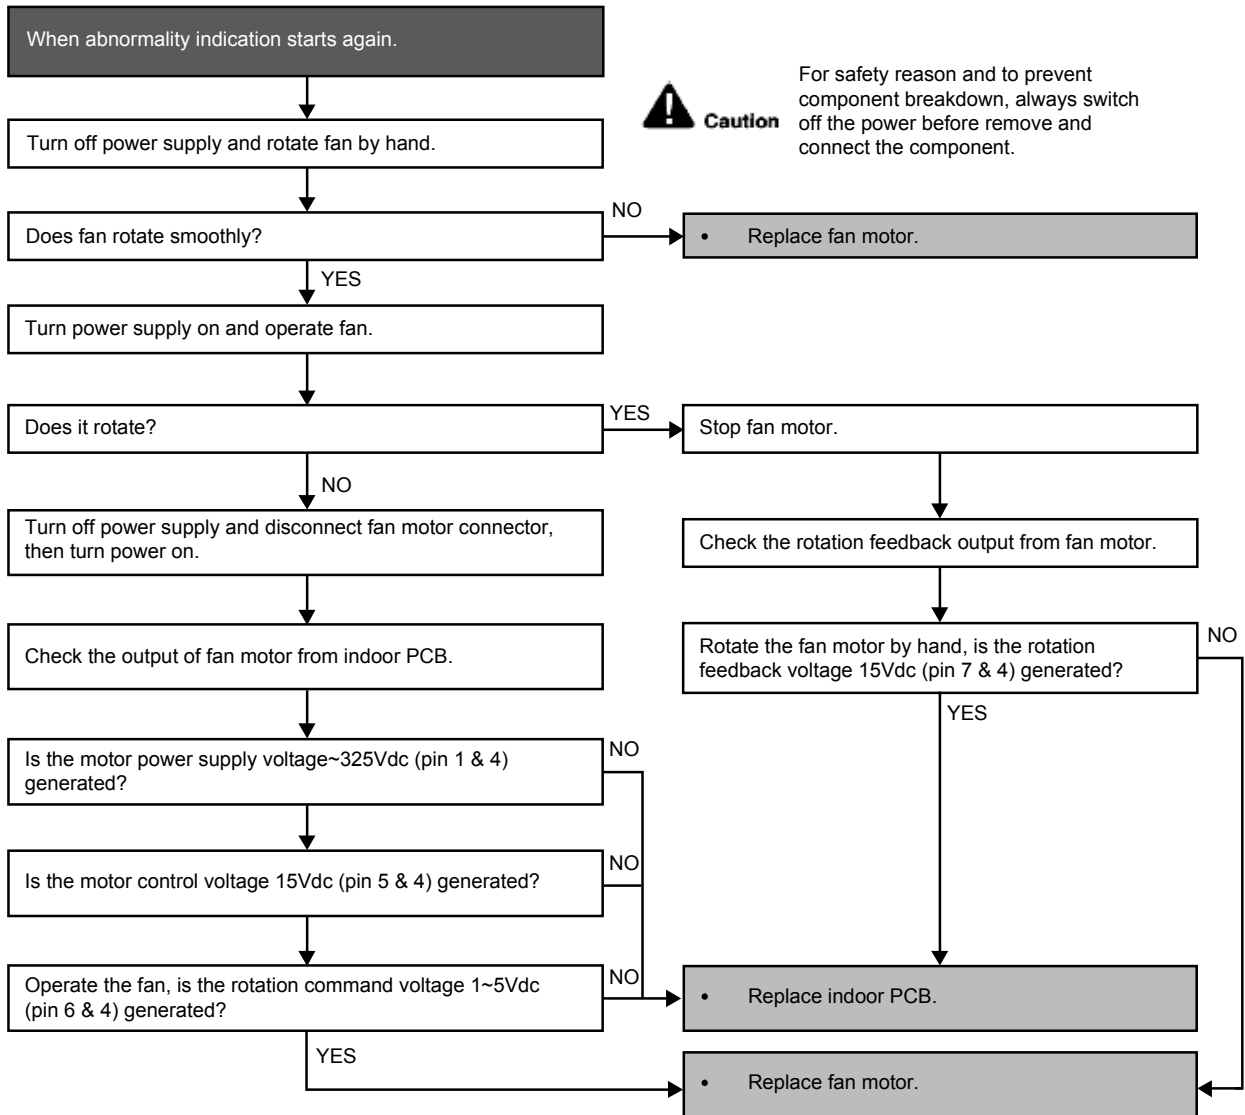 When abnormality indication starts again.
For safety reason and to prevent
component breakdown, always switch
off the power before remove and
connect the component.
Caution
Turn off power supply and rotate fan by hand.
Does fan rotate smoothly?
NO
• Replace fan motor.
YES
Turn power supply on and operate fan.
Does it rotate?
YES
Stop fan motor.
NO
Turn off power supply and disconnect fan motor connector,
then turn power on.
Check the rotation feedback output from fan motor.
Check the output of fan motor from indoor PCB.
Rotate the fan motor by hand, is the rotation
feedback voltage 15Vdc (pin 7 & 4) generated?
NO
YES
Is the motor power supply voltage~325Vdc (pin 1 & 4)
generated?
NO
Is the motor control voltage 15Vdc (pin 5 & 4) generated?
NO
Operate the fan, is the rotation command voltage 1~5Vdc
(pin 6 & 4) generated?
NO
• Replace indoor PCB.
YES
• Replace fan motor.